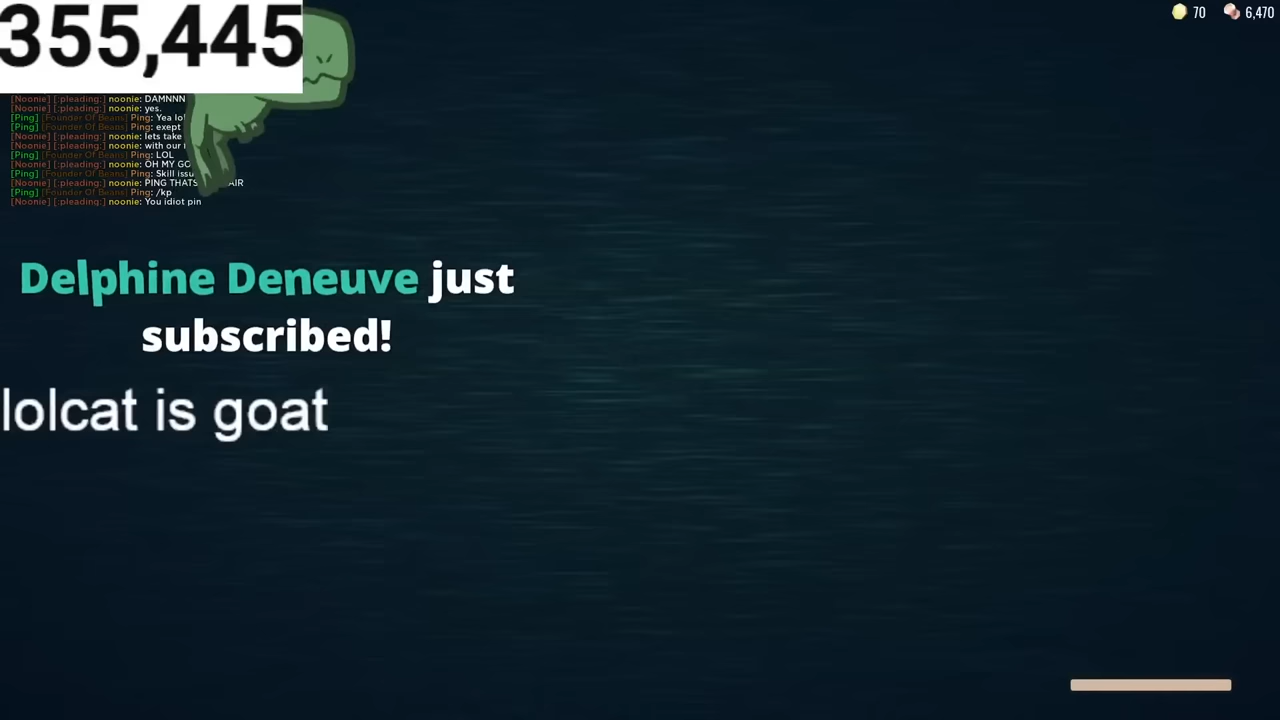 355,445
70
6,470
[Noonie] [:pleading:] noonie: DAMNNN
[Noonie] [:pleading:] noonie: yes.
[Ping] [Founder Of Beans] Ping: Yea lol
[Ping] [Founder Of Beans] Ping: exept
[Noonie] [:pleading:] noonie: lets take
[Noonie] [:pleading:] noonie: with our
[Ping] [Founder Of Beans] Ping: LOL
[Noonie] [:pleading:] noonie: OH MY GO
[Ping] [Founder Of Beans] Ping: Skill issu
[Noonie] [:pleading:] noonie: PING THATS AIR
[Ping] [Founder Of Beans] Ping: /kp
[Noonie] [:pleading:] noonie: You idiot pin
Delphine Deneuve just
subscribed!
lolcat is goat